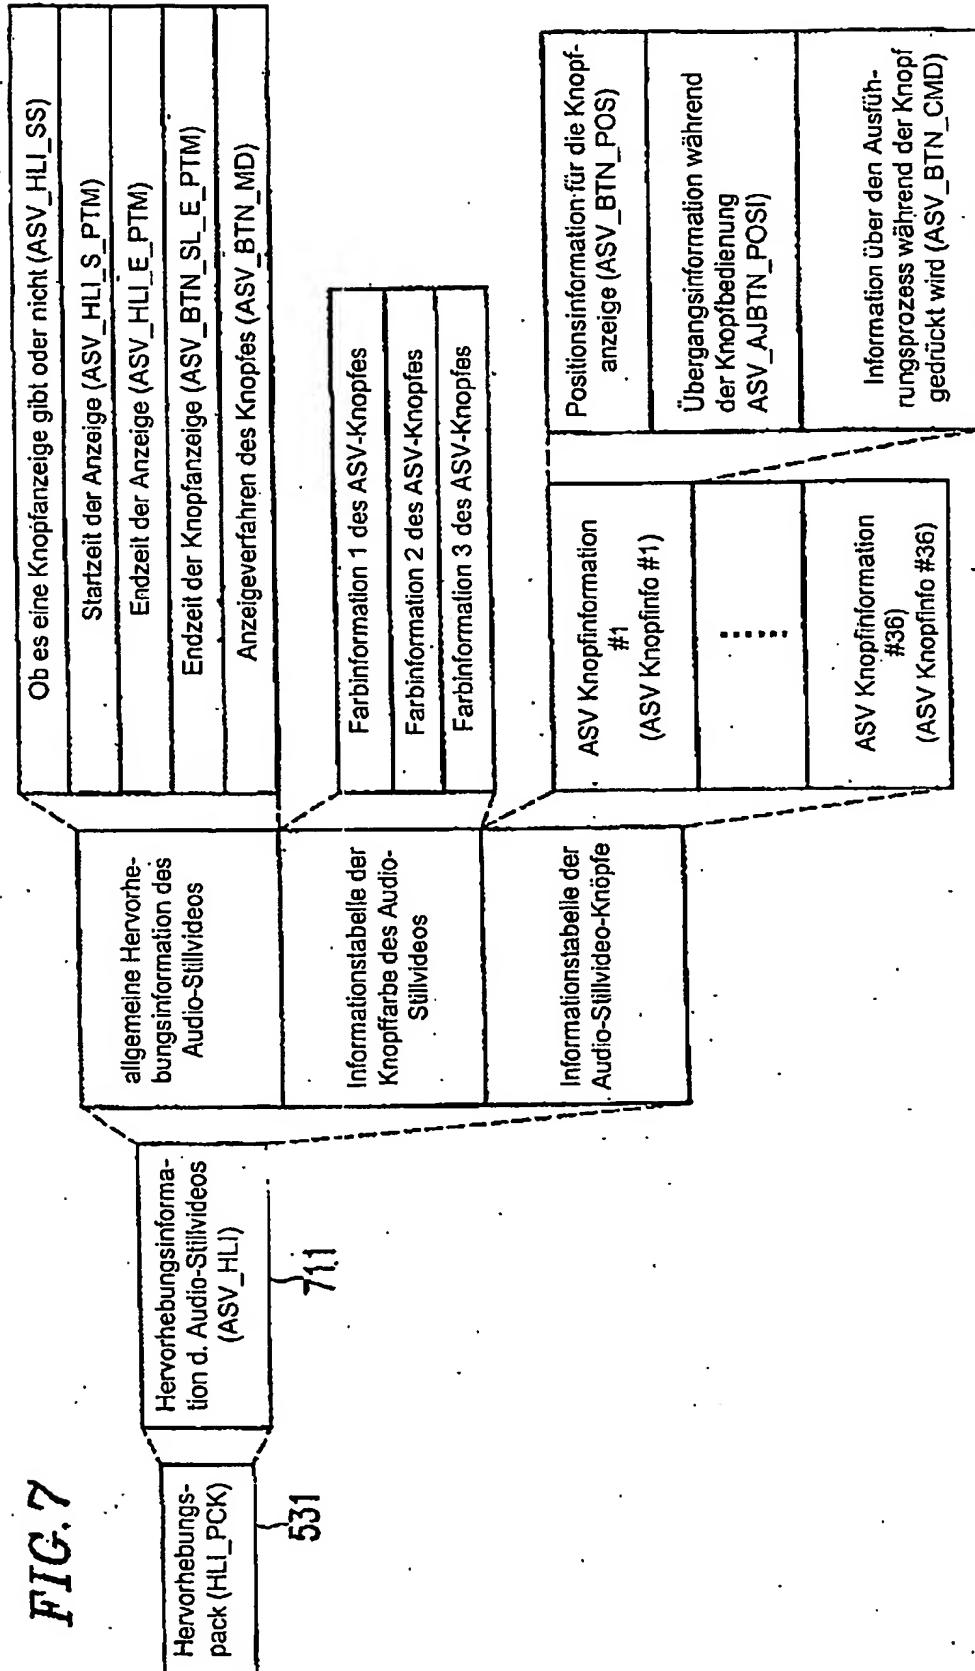 FIG. 7
Hervorhebungs-
pack (HLI_PCK)
531
Hervorhebungsinforma-
tion d. Audio-Stillvideos
(ASV_HLI)
711
allgemeine Hervorhe-
bungsinformation des
Audio-Stillvideos
Informationstabelle der
Knopffarbe des Audio-
Stillvideos
Informationstabelle der
Audio-Stillvideo-Knöpfe
Ob es eine Knopfanzeige gibt oder nicht (ASV_HLI_SS)
Startzeit der Anzeige (ASV_HLI_S_PTM)
Endzeit der Anzeige (ASV_HLI_E_PTM)
Endzeit der Knopfanzeige (ASV_BTN_SL_E_PTM)
Anzeigeverfahren des Knopfes (ASV_BTN_MD)
Farbinformation 1 des ASV-Knopfes
Farbinformation 2 des ASV-Knopfes
Farbinformation 3 des ASV-Knopfes
ASV Knopfinformation
#1
(ASV Knopfinfo #1)
......
ASV Knopfinformation
#36)
(ASV Knopfinfo #36)
Positionsinformation für die Knopf-
anzeige (ASV_BTN_POS)
Übergangsinformation während
der Knopfbedienung
ASV_AJBTN_POSI)
Information über den Ausfüh-
rungsprozess während der Knopf
gedrückt wird (ASV_BTN_CMD)